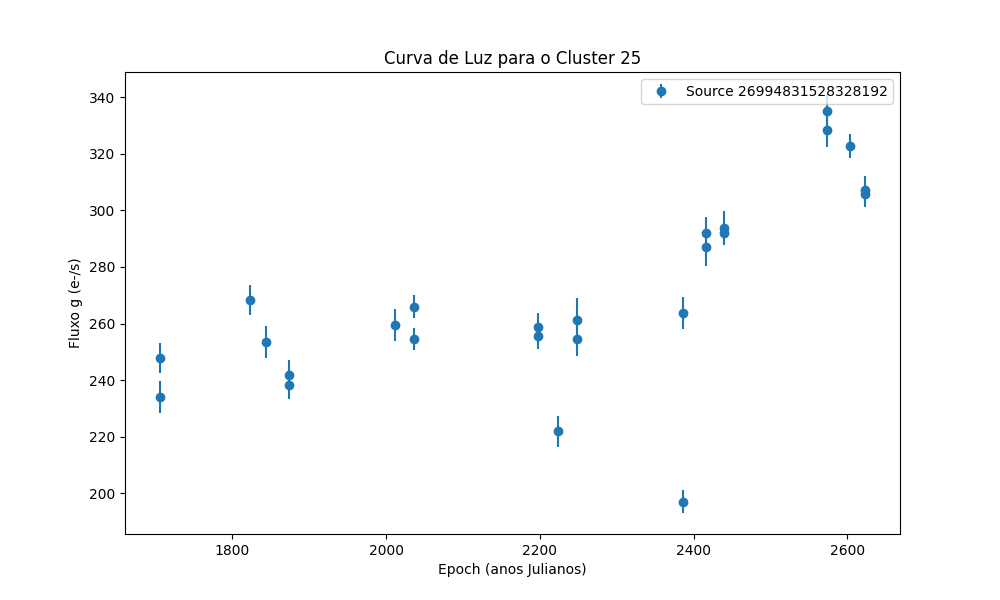 Curva de Luz para o Cluster 25
Source 26994831528328192
340
320
300
280
260
240
220
200
Fluxo g (e-/s)
1800 2000 2200 2400 2600
Epoch (anos Julianos)